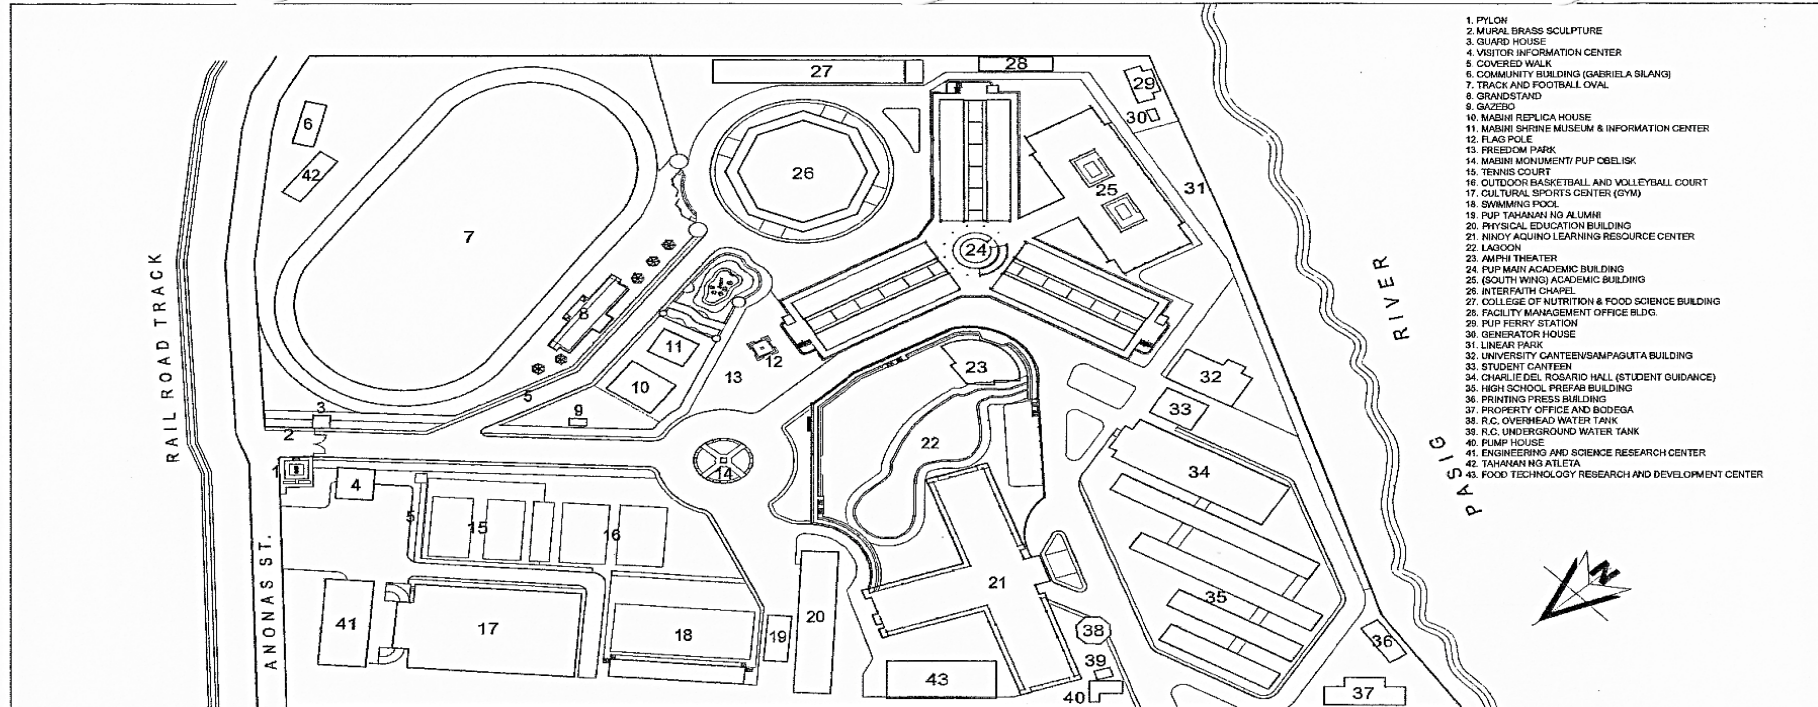 1. PYLON
2. MURAL BRASS SCULPTURE
3. GUARD HOUSE
4. VISITOR INFORMATION CENTER
5. COVERED WALK
6. COMMUNITY BUILDING (GABRIELA SILANG)
7. TRACK AND FOOTBALL OVAL
8. GRANDSTAND
9. GAZEBO
10. MABINI REPLICA HOUSE
11. MABINI SHRINE MUSEUM & INFORMATION CENTER
12. FLAG POLE
13. FREEDOM PARK
14. MABINI MONUMENT/ PUP OBELISK
15. TENNIS COURT
16. OUTDOOR BASKETBALL AND VOLLEYBALL COURT
17. CULTURAL SPORTS CENTER (GYM)
18. SWIMMING POOL
19. PUP TAHANAN NG ALUMNI
20. PHYSICAL EDUCATION BUILDING
21. NINOY AQUINO LEARNING RESOURCE CENTER
22. LAGOON
23. AMPHI THEATER
24. PUP MAIN ACADEMIC BUILDING
25. (SOUTH WING) ACADEMIC BUILDING
26. INTERFAITH CHAPEL
27. COLLEGE OF NUTRITION & FOOD SCIENCE BUILDING
28. FACILITY MANAGEMENT OFFICE BLDG.
29. PUP FERRY STATION
30. GENERATOR HOUSE
31. LINEAR PARK
32. UNIVERSITY CANTEEN/SAMPAGUITA BUILDING
33. STUDENT CANTEEN
34. CHARLIE DEL ROSARIO HALL (STUDENT GUIDANCE)
35. HIGH SCHOOL PREFAB BUILDING
36. PRINTING PRESS BUILDING
37. PROPERTY OFFICE AND BODEGA
38. R.C. OVERHEAD WATER TANK
39. R.C. UNDERGROUND WATER TANK
40. PUMP HOUSE
41. ENGINEERING AND SCIENCE RESEARCH CENTER
42. TAHANAN NG ATLETA
43. FOOD TECHNOLOGY RESEARCH AND DEVELOPMENT CENTER
RAIL ROAD TRACK
ANONAS ST.
PASIG RIVER
N
27
28
29
30
6
42
26
25
31
7
24
8
11
12
10
13
5
9
3
2
23
32
33
22
14
1
4
5
15
16
34
21
35
41
17
18
19
20
38
36
39
43
40
37